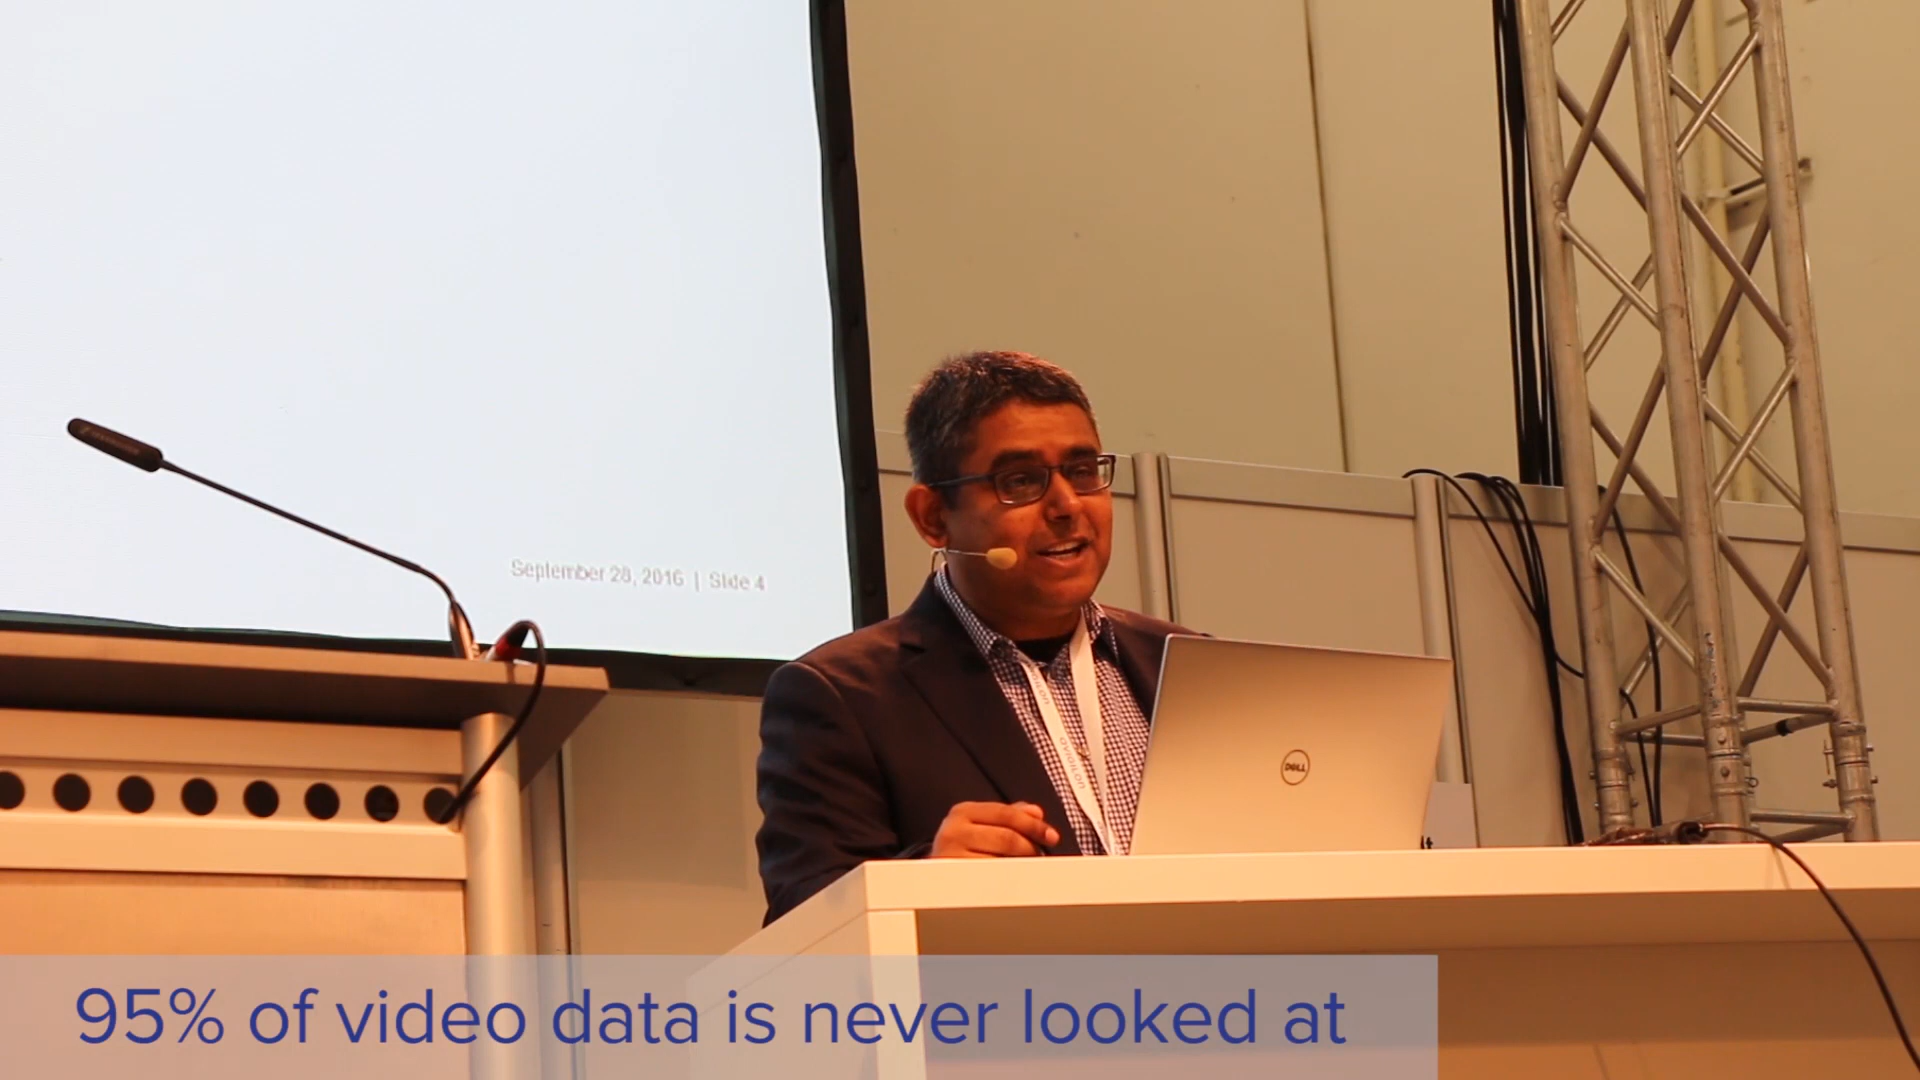 September 28, 2016 | Slide 4
DELL
95% of video data is never looked at